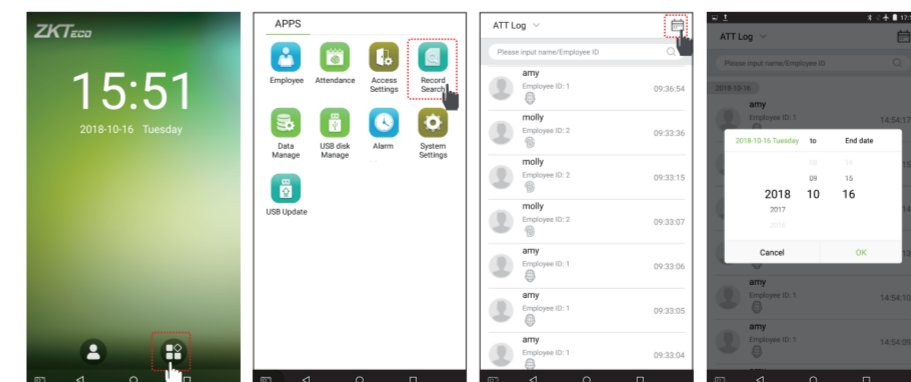 ZKTECO
15:51
2018-10-16 Tuesday
APPS
Employee
Attendance
Access
Settings
Record
Search
Data
Manage
USB disk
Manage
Alarm
System
Settings
USB Update
ATT Log
Please input name/Employee ID
amy
Employee ID: 1
09:36:54
molly
Employee ID: 2
09:33:36
molly
Employee ID: 2
09:33:15
molly
Employee ID: 2
09:33:07
amy
Employee ID: 1
09:33:06
amy
Employee ID: 1
09:33:05
amy
Employee ID: 1
09:33:04
ATT Log
Please input name/Employee ID
2018-10-16
amy
Employee ID: 1
14:54:17
2018-10-16 Tuesday to End date
09 15
2018 10 16
2017
2016
Cancel OK
amy
Employee ID: 1
14:54:10
amy
Employee ID: 1
14:54:09